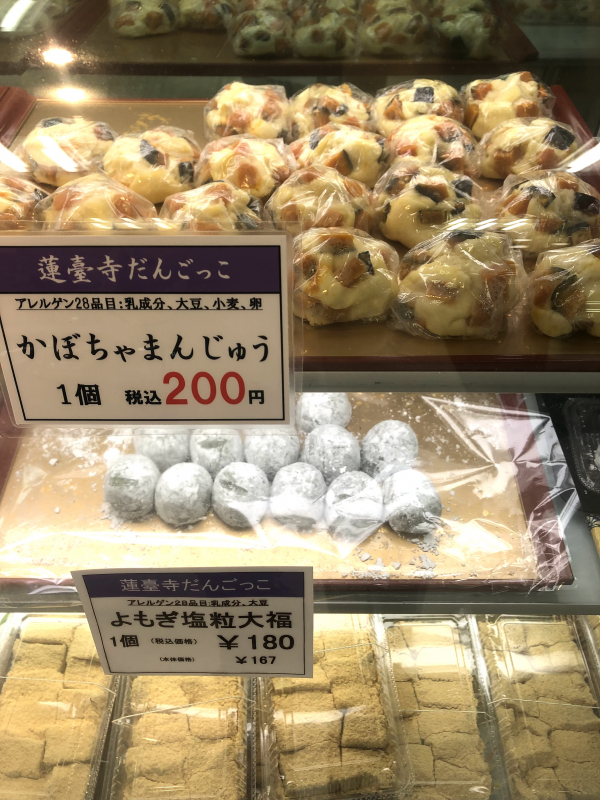 蓮臺寺だんごっこ
アレルゲン28品目:乳成分、大豆、小麦、卵
かぼちゃまんじゅう
1個 税込200円
蓮臺寺だんごっこ
アレルゲン28品目:乳成分、大豆
よもぎ塩粒大福
1個 (税込価格) ￥180
(本体価格) ￥167